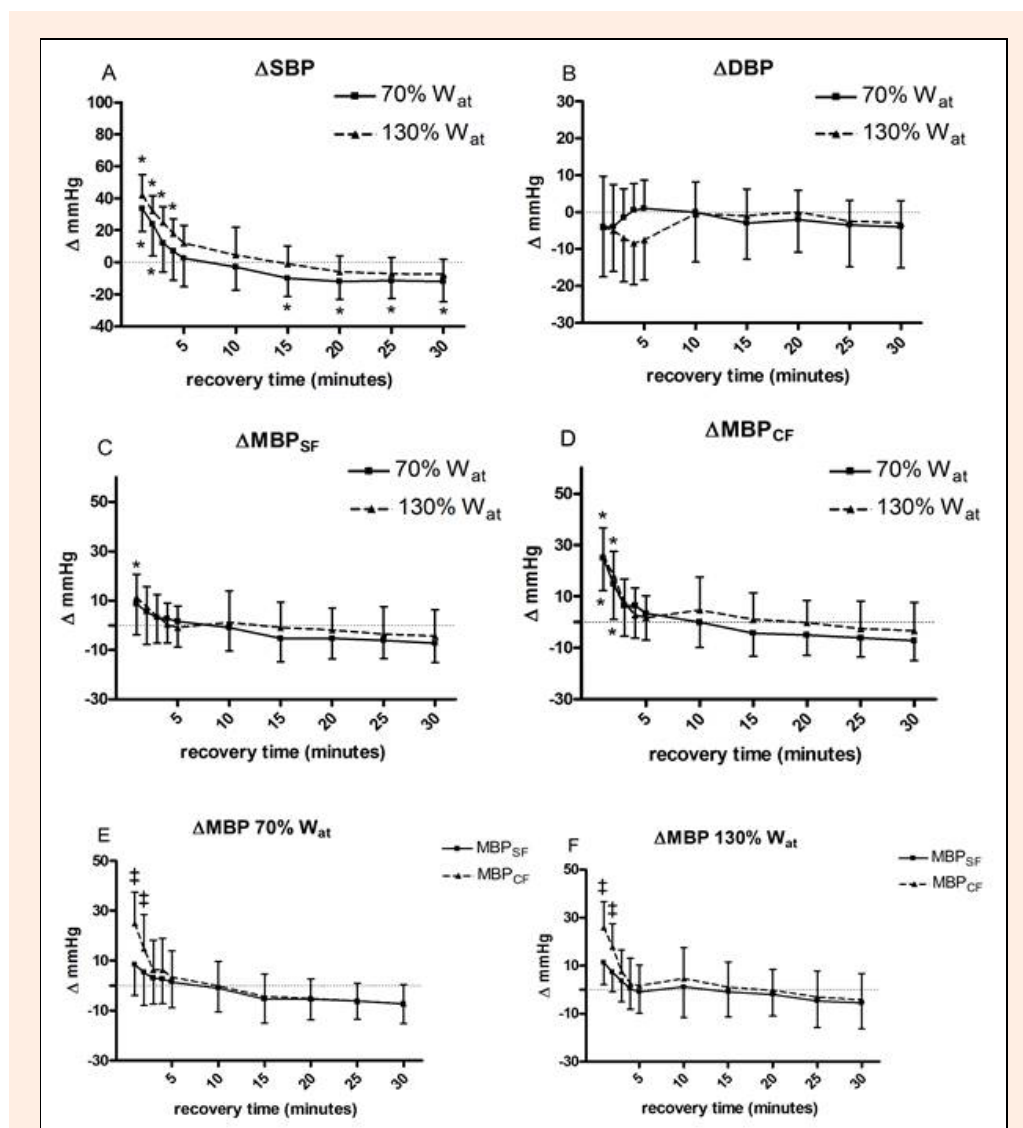 A
ΔSBP
70% Wat
130% Wat
100
80
60
40
20
0
-20
-40
Δ mmHg
* * * *
* *
* * * *
5 10 15 20 25 30
recovery time (minutes)
B
ΔDBP
70% Wat
130% Wat
30
20
10
0
-10
-20
-30
Δ mmHg
5 10 15 20 25 30
recovery time (minutes)
C
ΔMBPSF
70% Wat
130% Wat
50
30
10
-10
-30
Δ mmHg
*
5 10 15 20 25 30
recovery time (minutes)
D
ΔMBPCF
70% Wat
130% Wat
50
30
10
-10
-30
Δ mmHg
* *
* *
5 10 15 20 25 30
recovery time (minutes)
E
ΔMBP 70% Wat
MBPSF
MBPCF
50
30
10
-10
-30
Δ mmHg
‡ ‡
5 10 15 20 25 30
recovery time (minutes)
F
ΔMBP 130% Wat
MBPSF
MBPCF
50
30
10
-10
-30
Δ mmHg
‡ ‡
5 10 15 20 25 30
recovery time (minutes)